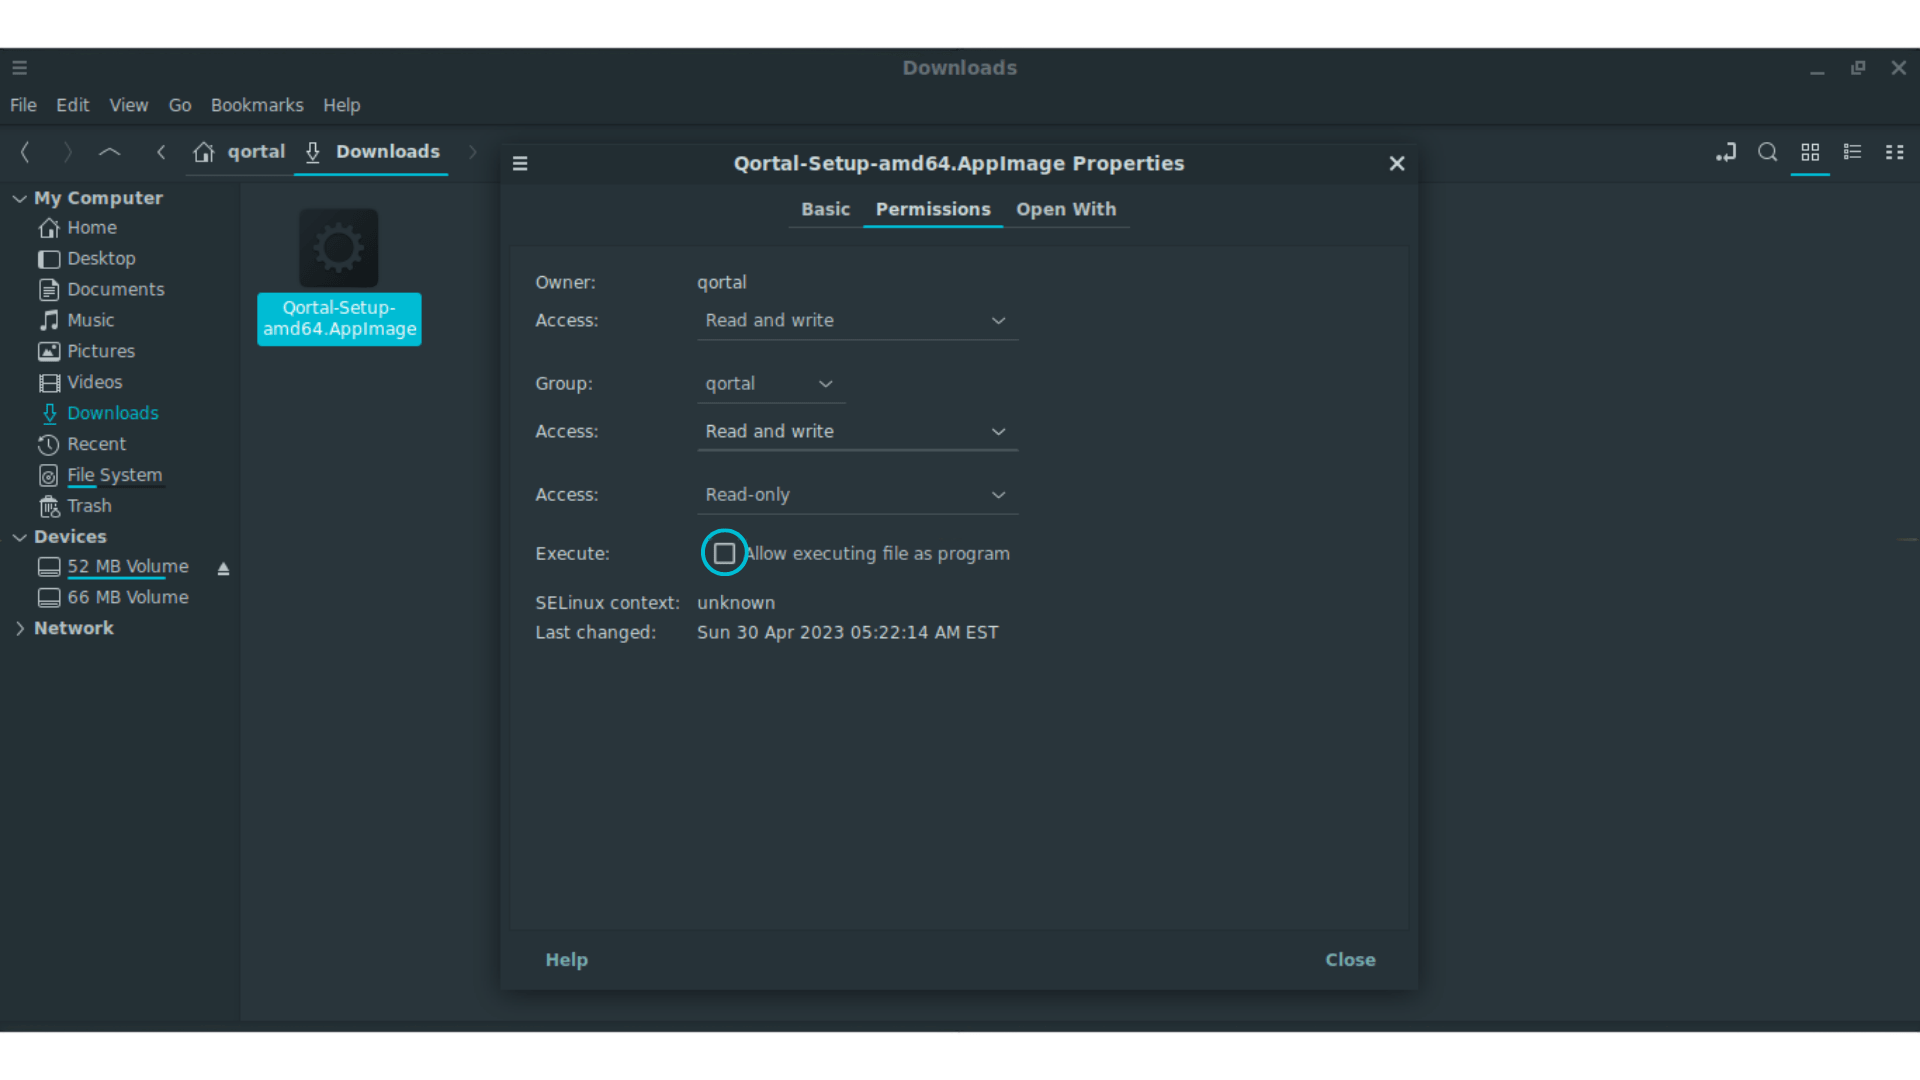 Downloads
File Edit View Go Bookmarks Help
qortal Downloads
My Computer
Home
Desktop
Documents
Music
Pictures
Videos
Downloads
Recent
File System
Trash
Devices
52 MB Volume
66 MB Volume
Network
Qortal-Setup-
amd64.AppImage
Qortal-Setup-amd64.AppImage Properties
Basic Permissions Open With
Owner: qortal
Access: Read and write
Group: qortal
Access: Read and write
Access: Read-only
Execute: Allow executing file as program
SELinux context: unknown
Last changed: Sun 30 Apr 2023 05:22:14 AM EST
Help Close